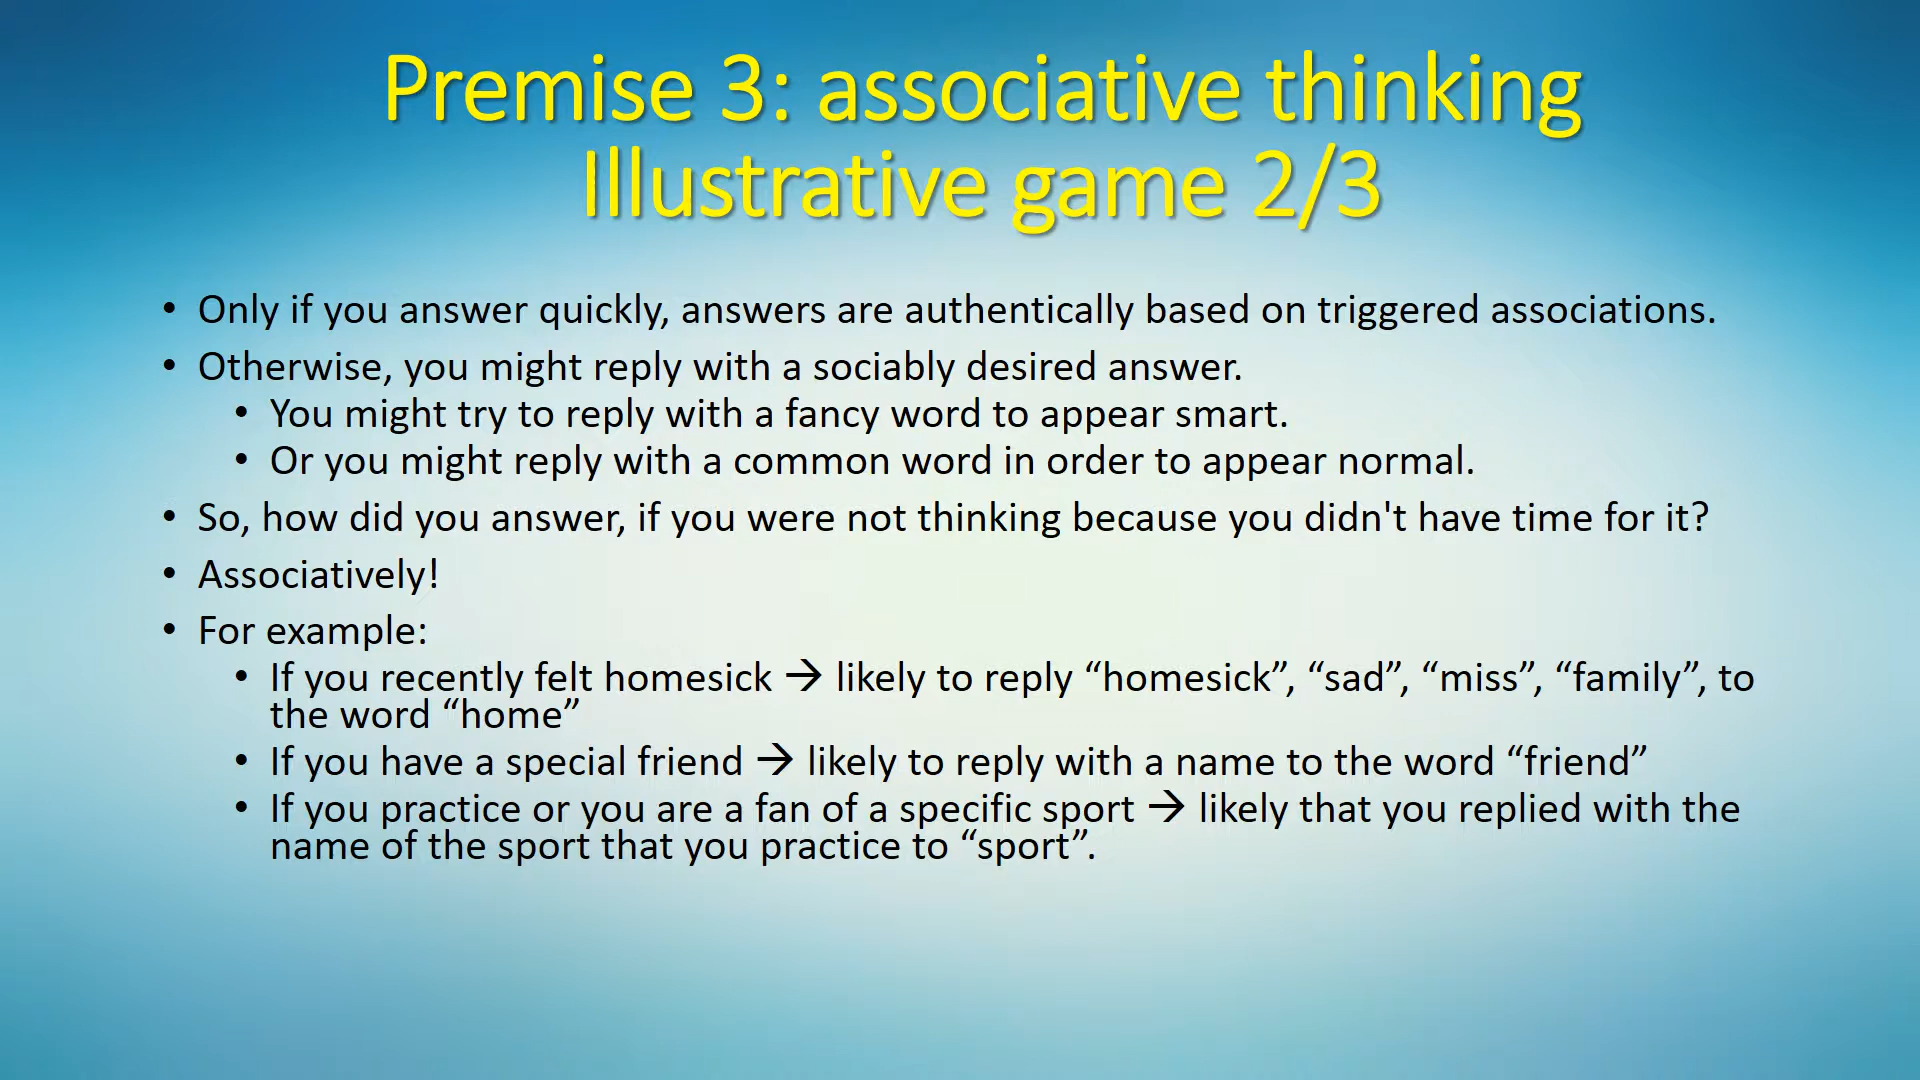 Premise 3: associative thinking
Illustrative game 2/3
• Only if you answer quickly, answers are authentically based on triggered associations.
• Otherwise, you might reply with a sociably desired answer.
• You might try to reply with a fancy word to appear smart.
• Or you might reply with a common word in order to appear normal.
• So, how did you answer, if you were not thinking because you didn't have time for it?
• Associatively!
• For example:
• If you recently felt homesick → likely to reply “homesick”, “sad”, “miss”, “family”, to
the word “home”
• If you have a special friend → likely to reply with a name to the word “friend”
• If you practice or you are a fan of a specific sport → likely that you replied with the
name of the sport that you practice to “sport”.